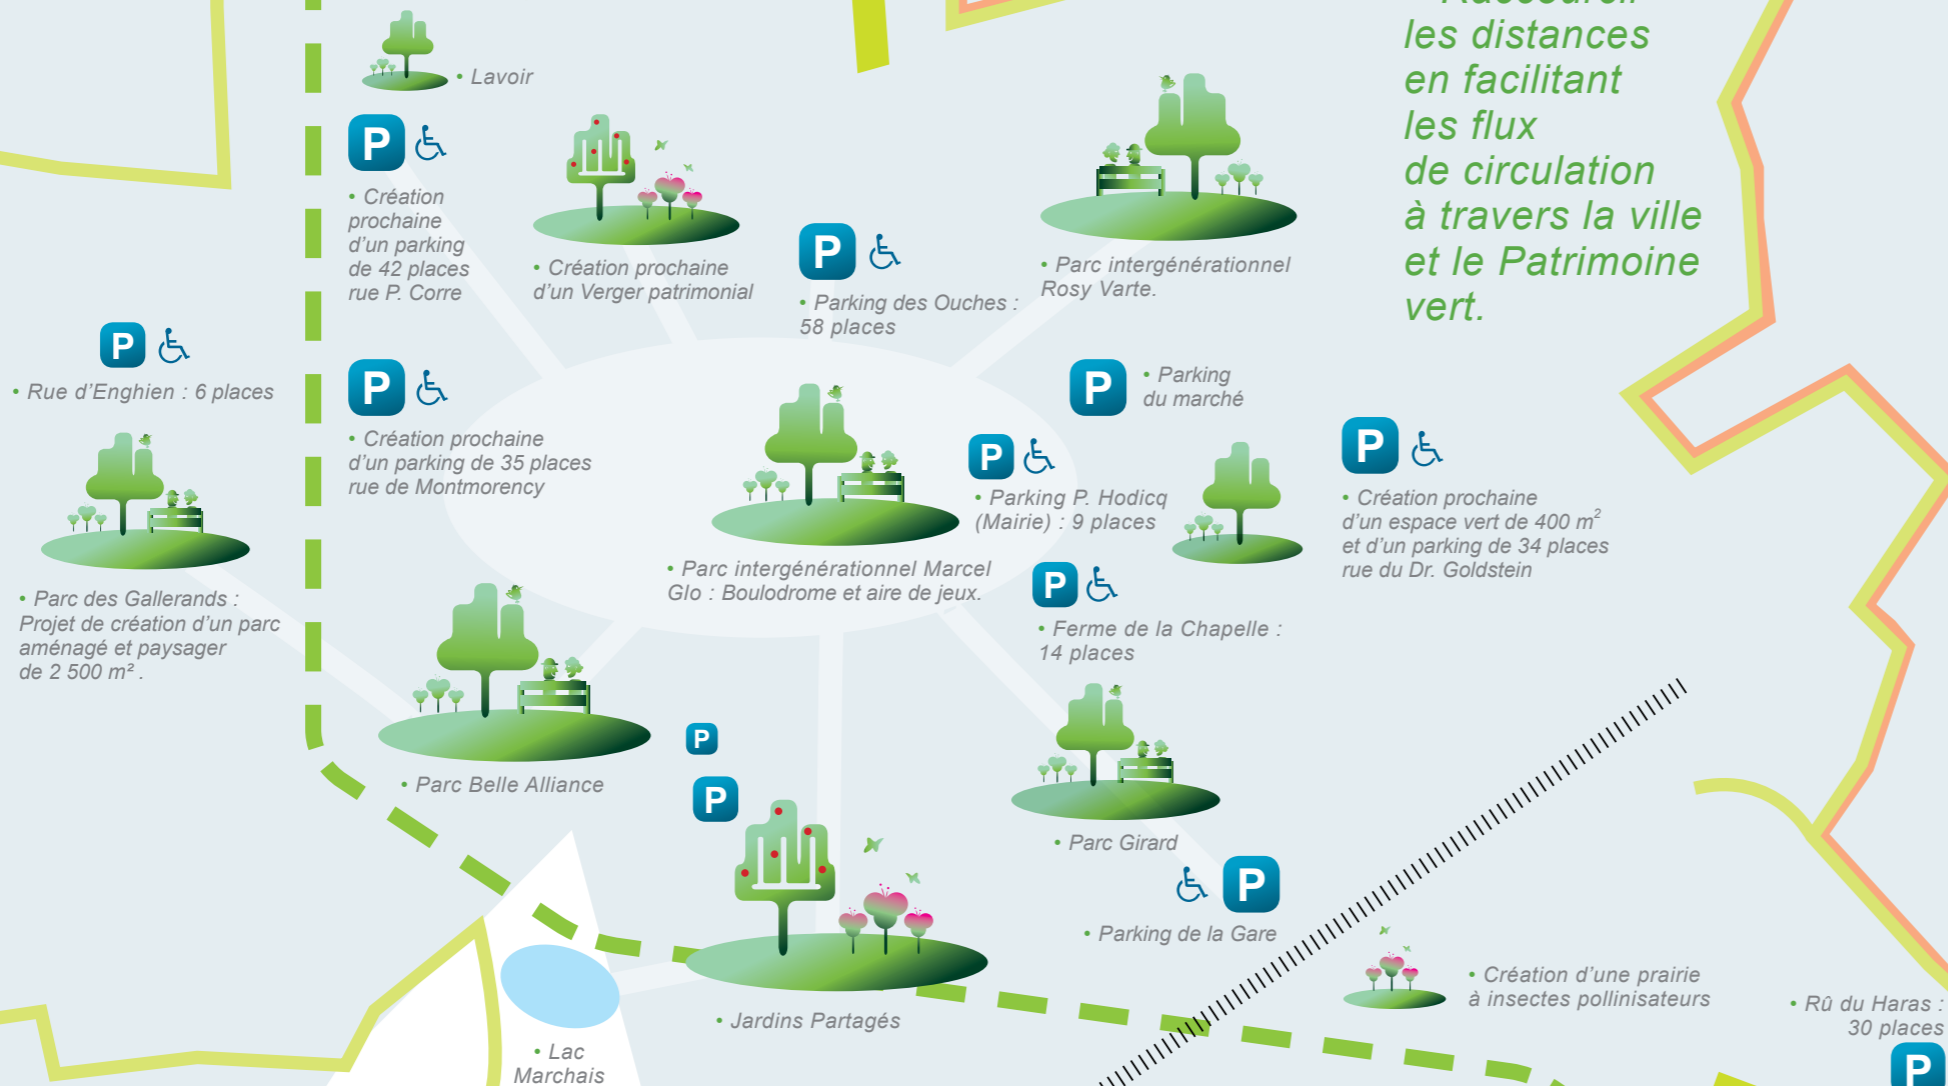 les distances
en facilitant
les flux
de circulation
à travers la ville
et le Patrimoine
vert.
• Lavoir
P
• Création
prochaine
d'un parking
de 42 places
rue P. Corre
• Création prochaine
d'un Verger patrimonial
P
• Parking des Ouches :
58 places
• Parc intergénérationnel
Rosy Varte.
P
• Rue d'Enghien : 6 places
P
• Création prochaine
d'un parking de 35 places
rue de Montmorency
P
• Parking
du marché
P
• Parking P. Hodicq
(Mairie) : 9 places
P
• Création prochaine
d'un espace vert de 400 m²
et d'un parking de 34 places
rue du Dr. Goldstein
• Parc intergénérationnel Marcel
Glo : Boulodrome et aire de jeux.
P
• Ferme de la Chapelle :
14 places
• Parc des Gallerands :
Projet de création d'un parc
aménagé et paysager
de 2 500 m² .
• Parc Belle Alliance
P
P
• Parc Girard
P
• Parking de la Gare
• Jardins Partagés
• Création d'une prairie
à insectes pollinisateurs
• Rû du Haras :
30 places
P
• Lac
Marchais